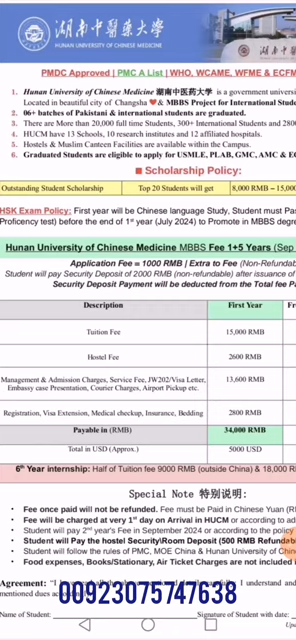 湖南中醫藥大學
HUNAN UNIVERSITY OF CHINESE MEDICINE
PMDC Approved | PMC A List | WHO, WCAME, WFME & ECFM
1. Hunan University of Chinese Medicine 湖南中医药大学 is a government universi
Located in beautiful city of Changsha ❤ & MBBS Project for International Stude
2. 06+ batches of Pakistani & international students are graduated.
3. There are More than 20,000 full time Students, 300+ International Students and 2800
4. HUCM have 13 Schools, 10 research institutes and 12 affiliated hospitals.
5. Hostels & Muslim Canteen Facilities are available within the Campus.
6. Graduated Students are eligible to apply for USMLE, PLAB, GMC, AMC & EC
■ Scholarship Policy:
Outstanding Student Scholarship Top 20 Students will get 8,000 RMB – 15,00
HSK Exam Policy: First year will be Chinese language Study, Student must Pas
Proficiency test) before the end of 1st year (July 2024) to Promote in MBBS degre
Hunan University of Chinese Medicine MBBS Fee 1+5 Years (Sep
Application Fee = 1000 RMB | Extra to Fee (Non-Refundab
Student will pay Security Deposit of 2000 RMB (non-refundable) after issuance of
Security Deposit Payment will be deducted from the Total fee Pa
Description First Year Fr
Tuition Fee 15,000 RMB
Hostel Fee 2600 RMB
Management & Admission Charges, Service Fee, JW202/Visa Letter, 13,600 RMB
Embassy case Presentation, Courier Charges, Airport Pickup etc.
Registration, Visa Extension, Medical checkup, Insurance, Bedding 2800 RMB
Payable in (RMB) 34,000 RMB
Total in USD (Approx.) 5000 USD
6th Year internship: Half of Tuition fee 9000 RMB (outside China) & 18,000 R
Special Note 特别说明:
• Fee once paid will not be refunded. Fee must be Paid in Chinese Yuan (R
• Fee will be charged at very 1st day on Arrival in HUCM or according to ad
• Student will pay 2nd year's Fee in September 2024 or according to the policy
• Student will Pay the hostel Security\Room Deposit (500 RMB Refundab
• Student will follow the rules of PMC, MOE China & Hunan University of Chin
• Food expenses, Books/Stationary, Air Ticket Charges are not included i
Agreement: "I understand and
mentioned dues
00923075747638
Name of Student: Signature of Student with date:
Upd